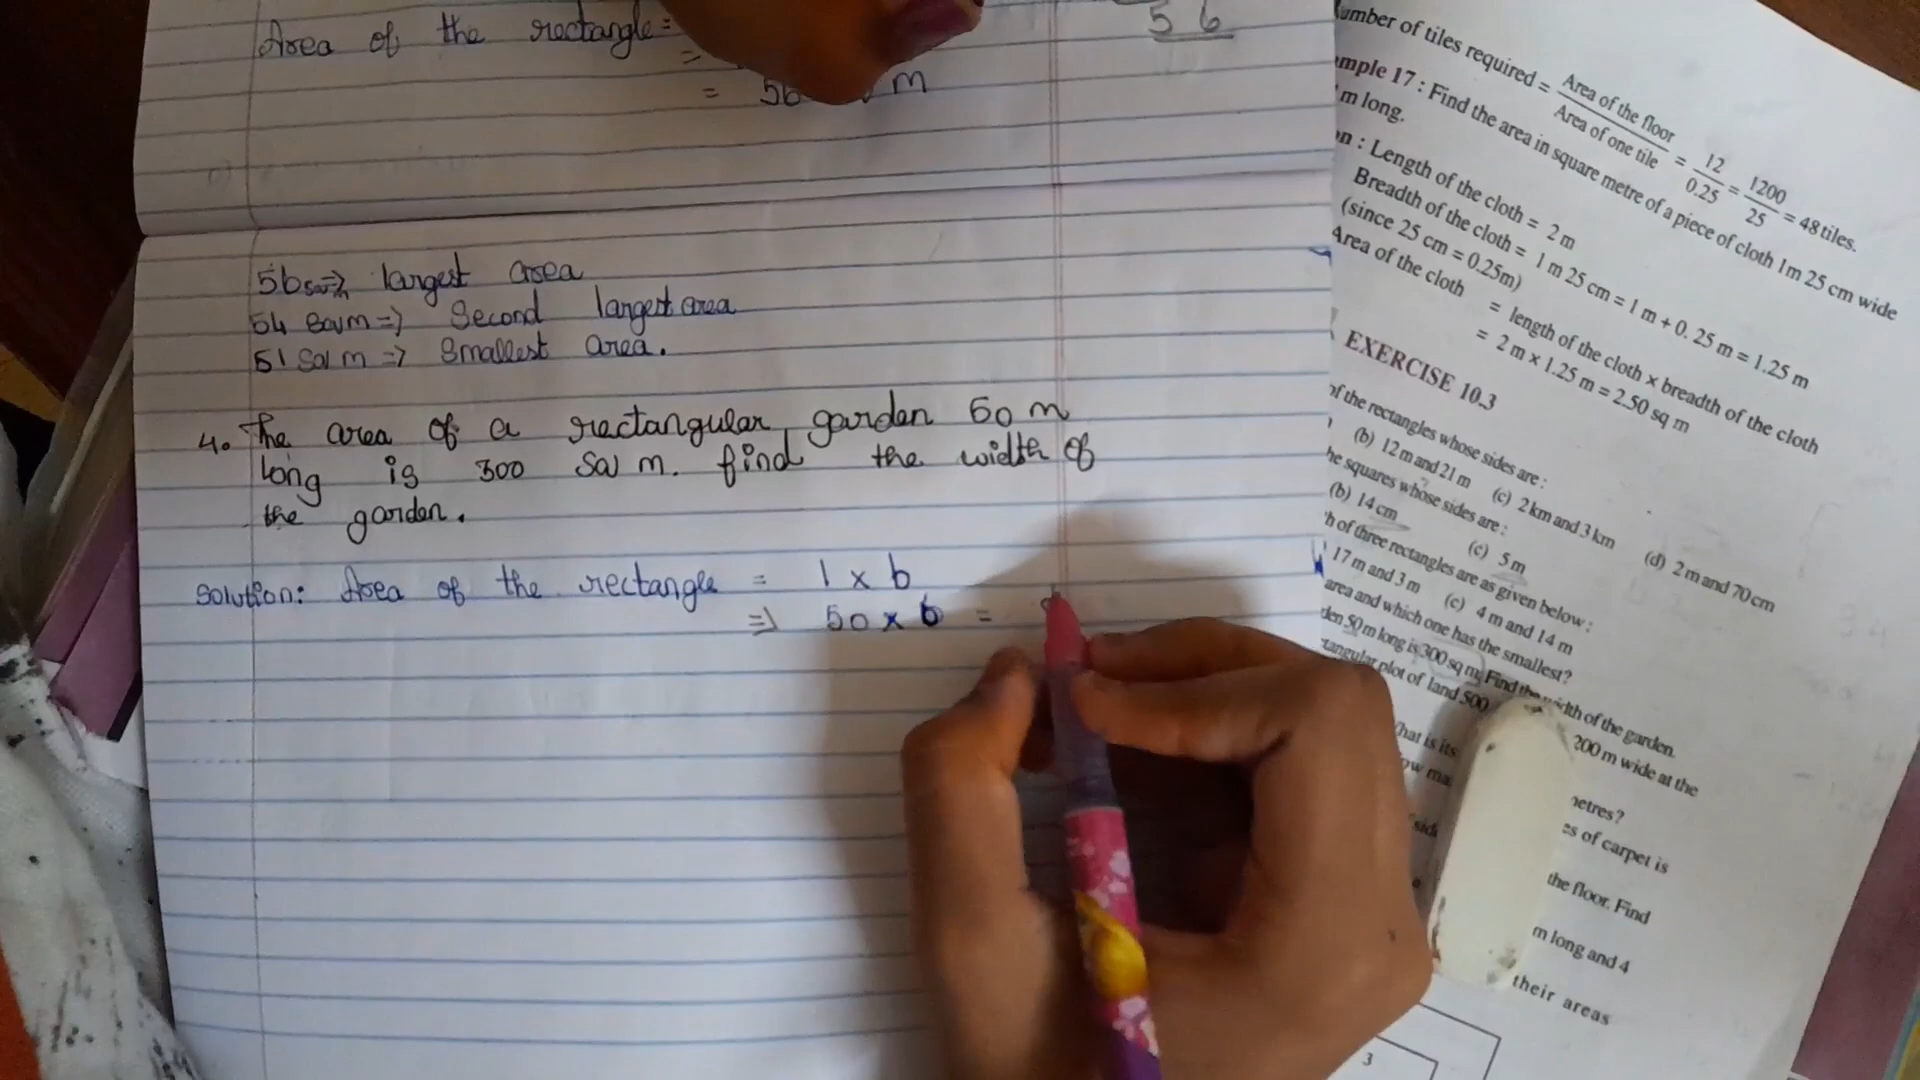 Area of the rectangle =
=
= 56 m
5 6
56 sqm => largest area
54 sqm => Second largest area
51 Sq m => Smallest area.
4. The area of a rectangular garden 50 m
long is 300 Sq m. find the width of
the garden.
Solution: Area of the rectangle = l x b
=> 50 x b =
number of tiles required = Area of the floor / Area of one tile = 12 / 0.25 = 1200 / 25 = 48 tiles.
mple 17 : Find the area in square metre of a piece of cloth 1m 25 cm wide
m long.
n : Length of the cloth = 2 m
Breadth of the cloth = 1 m 25 cm = 1 m + 0. 25 m = 1.25 m
(since 25 cm = 0.25m)
Area of the cloth = length of the cloth × breadth of the cloth
= 2 m × 1.25 m = 2.50 sq m
EXERCISE 10.3
of the rectangles whose sides are :
(b) 12 m and 21 m (c) 2 km and 3 km (d) 2 m and 70 cm
he squares whose sides are :
(b) 14 cm (c) 5 m
h of three rectangles are as given below :
17 m and 3 m (c) 4 m and 14 m
area and which one has the smallest?
den 50 m long is 300 sq m. Find the width of the garden.
tangular plot of land 500 200 m wide at the
hat is its
ow ma etres?
side es of carpet is
the floor. Find
m long and 4
their areas
3